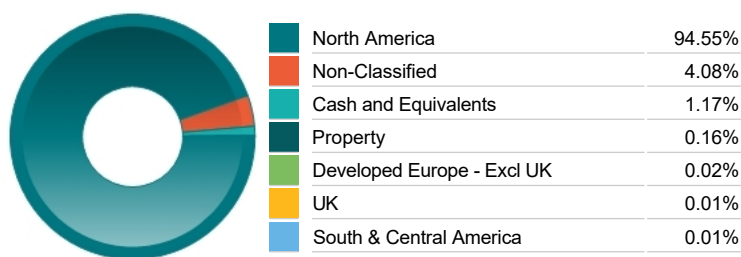 North America 94.55%
Non-Classified 4.08%
Cash and Equivalents 1.17%
Property 0.16%
Developed Europe - Excl UK 0.02%
UK 0.01%
South & Central America 0.01%